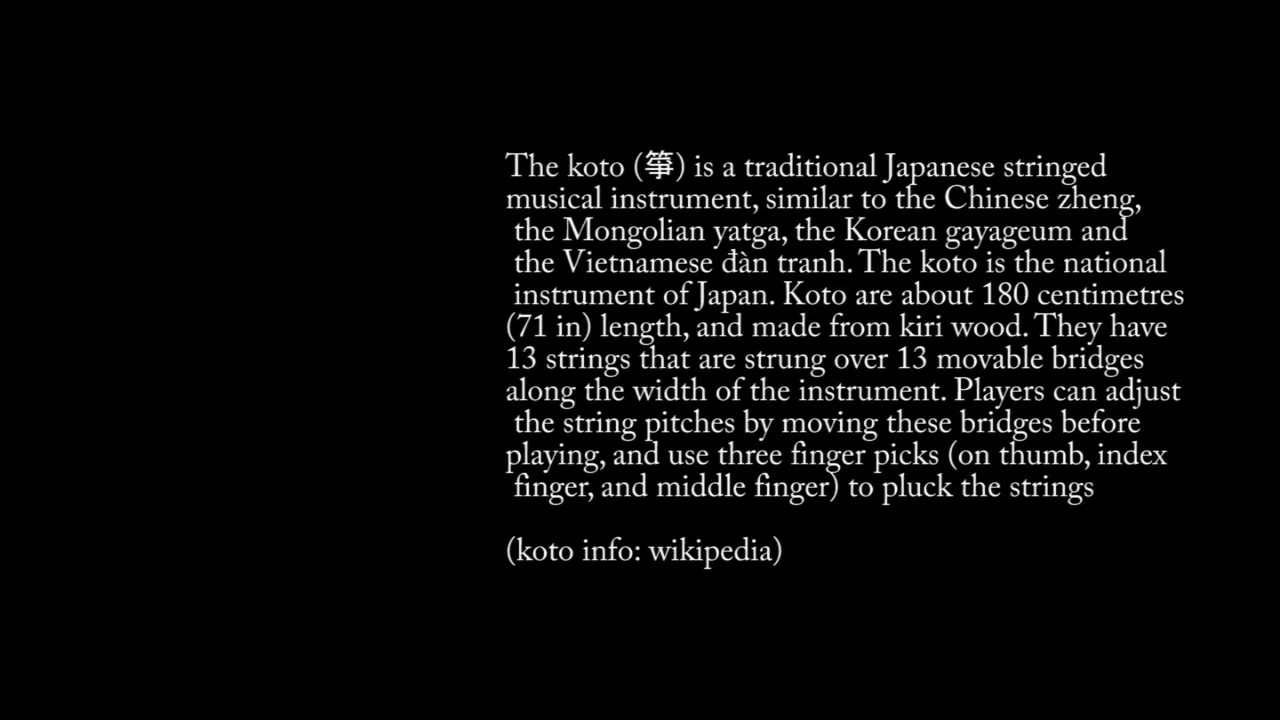 The koto (箏) is a traditional Japanese stringed
musical instrument, similar to the Chinese zheng,
the Mongolian yatga, the Korean gayageum and
the Vietnamese đàn tranh. The koto is the national
instrument of Japan. Koto are about 180 centimetres
(71 in) length, and made from kiri wood. They have
13 strings that are strung over 13 movable bridges
along the width of the instrument. Players can adjust
the string pitches by moving these bridges before
playing, and use three finger picks (on thumb, index
finger, and middle finger) to pluck the strings
(koto info: wikipedia)